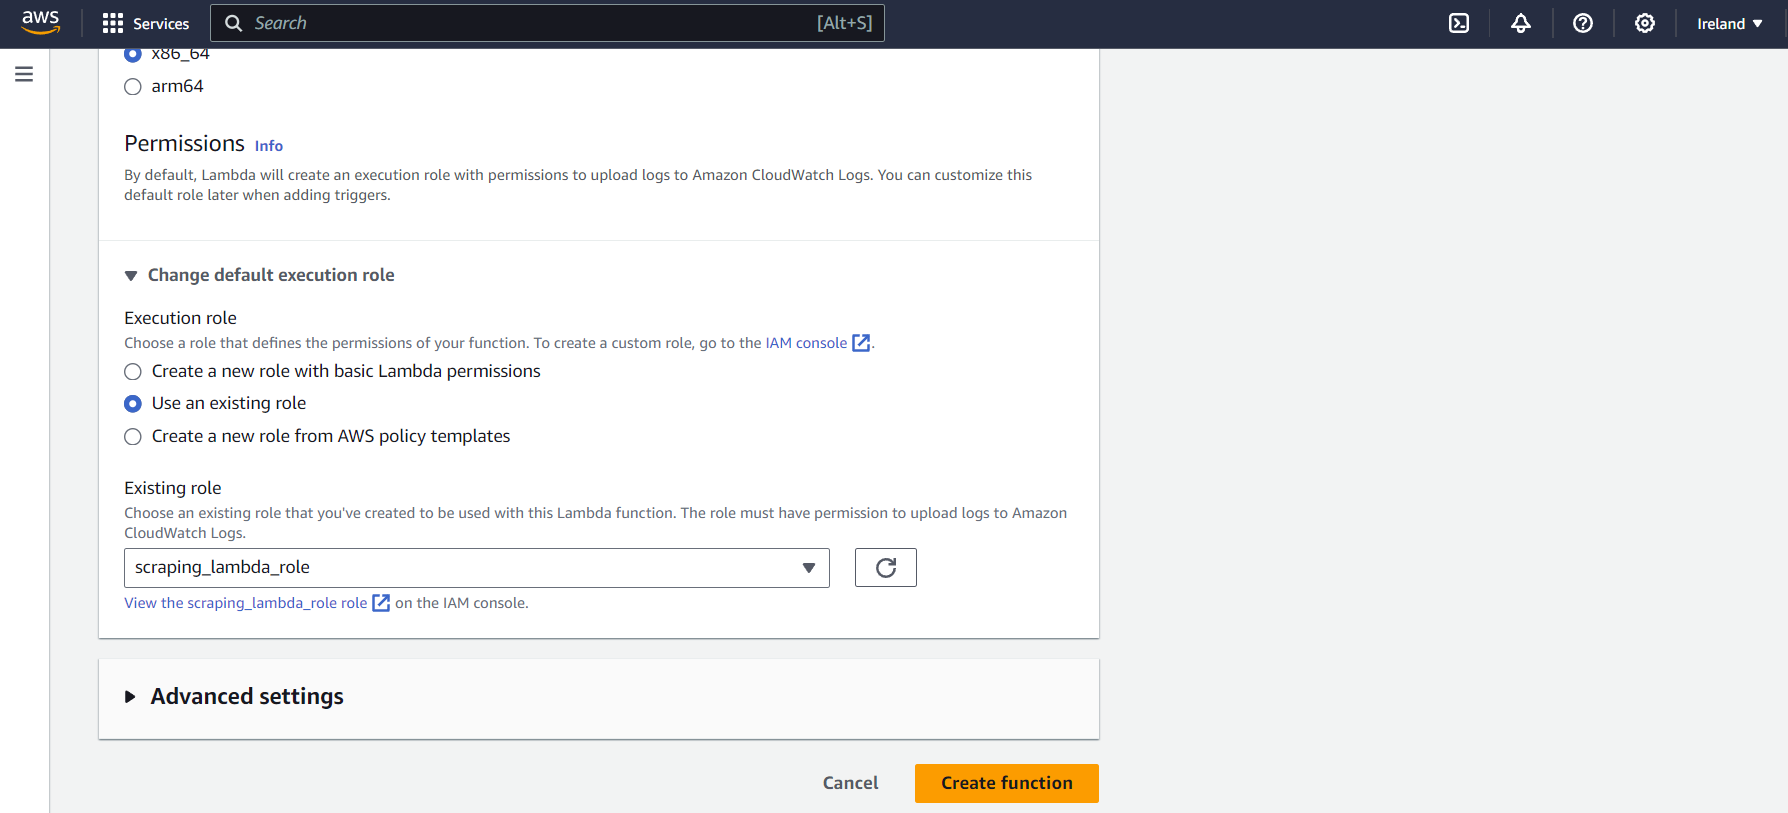 aws
Services
Search
[Alt+S]
Ireland
x86_64
arm64
Permissions Info
By default, Lambda will create an execution role with permissions to upload logs to Amazon CloudWatch Logs. You can customize this
default role later when adding triggers.
Change default execution role
Execution role
Choose a role that defines the permissions of your function. To create a custom role, go to the IAM console.
Create a new role with basic Lambda permissions
Use an existing role
Create a new role from AWS policy templates
Existing role
Choose an existing role that you've created to be used with this Lambda function. The role must have permission to upload logs to Amazon
CloudWatch Logs.
scraping_lambda_role
View the scraping_lambda_role role on the IAM console.
Advanced settings
Cancel
Create function